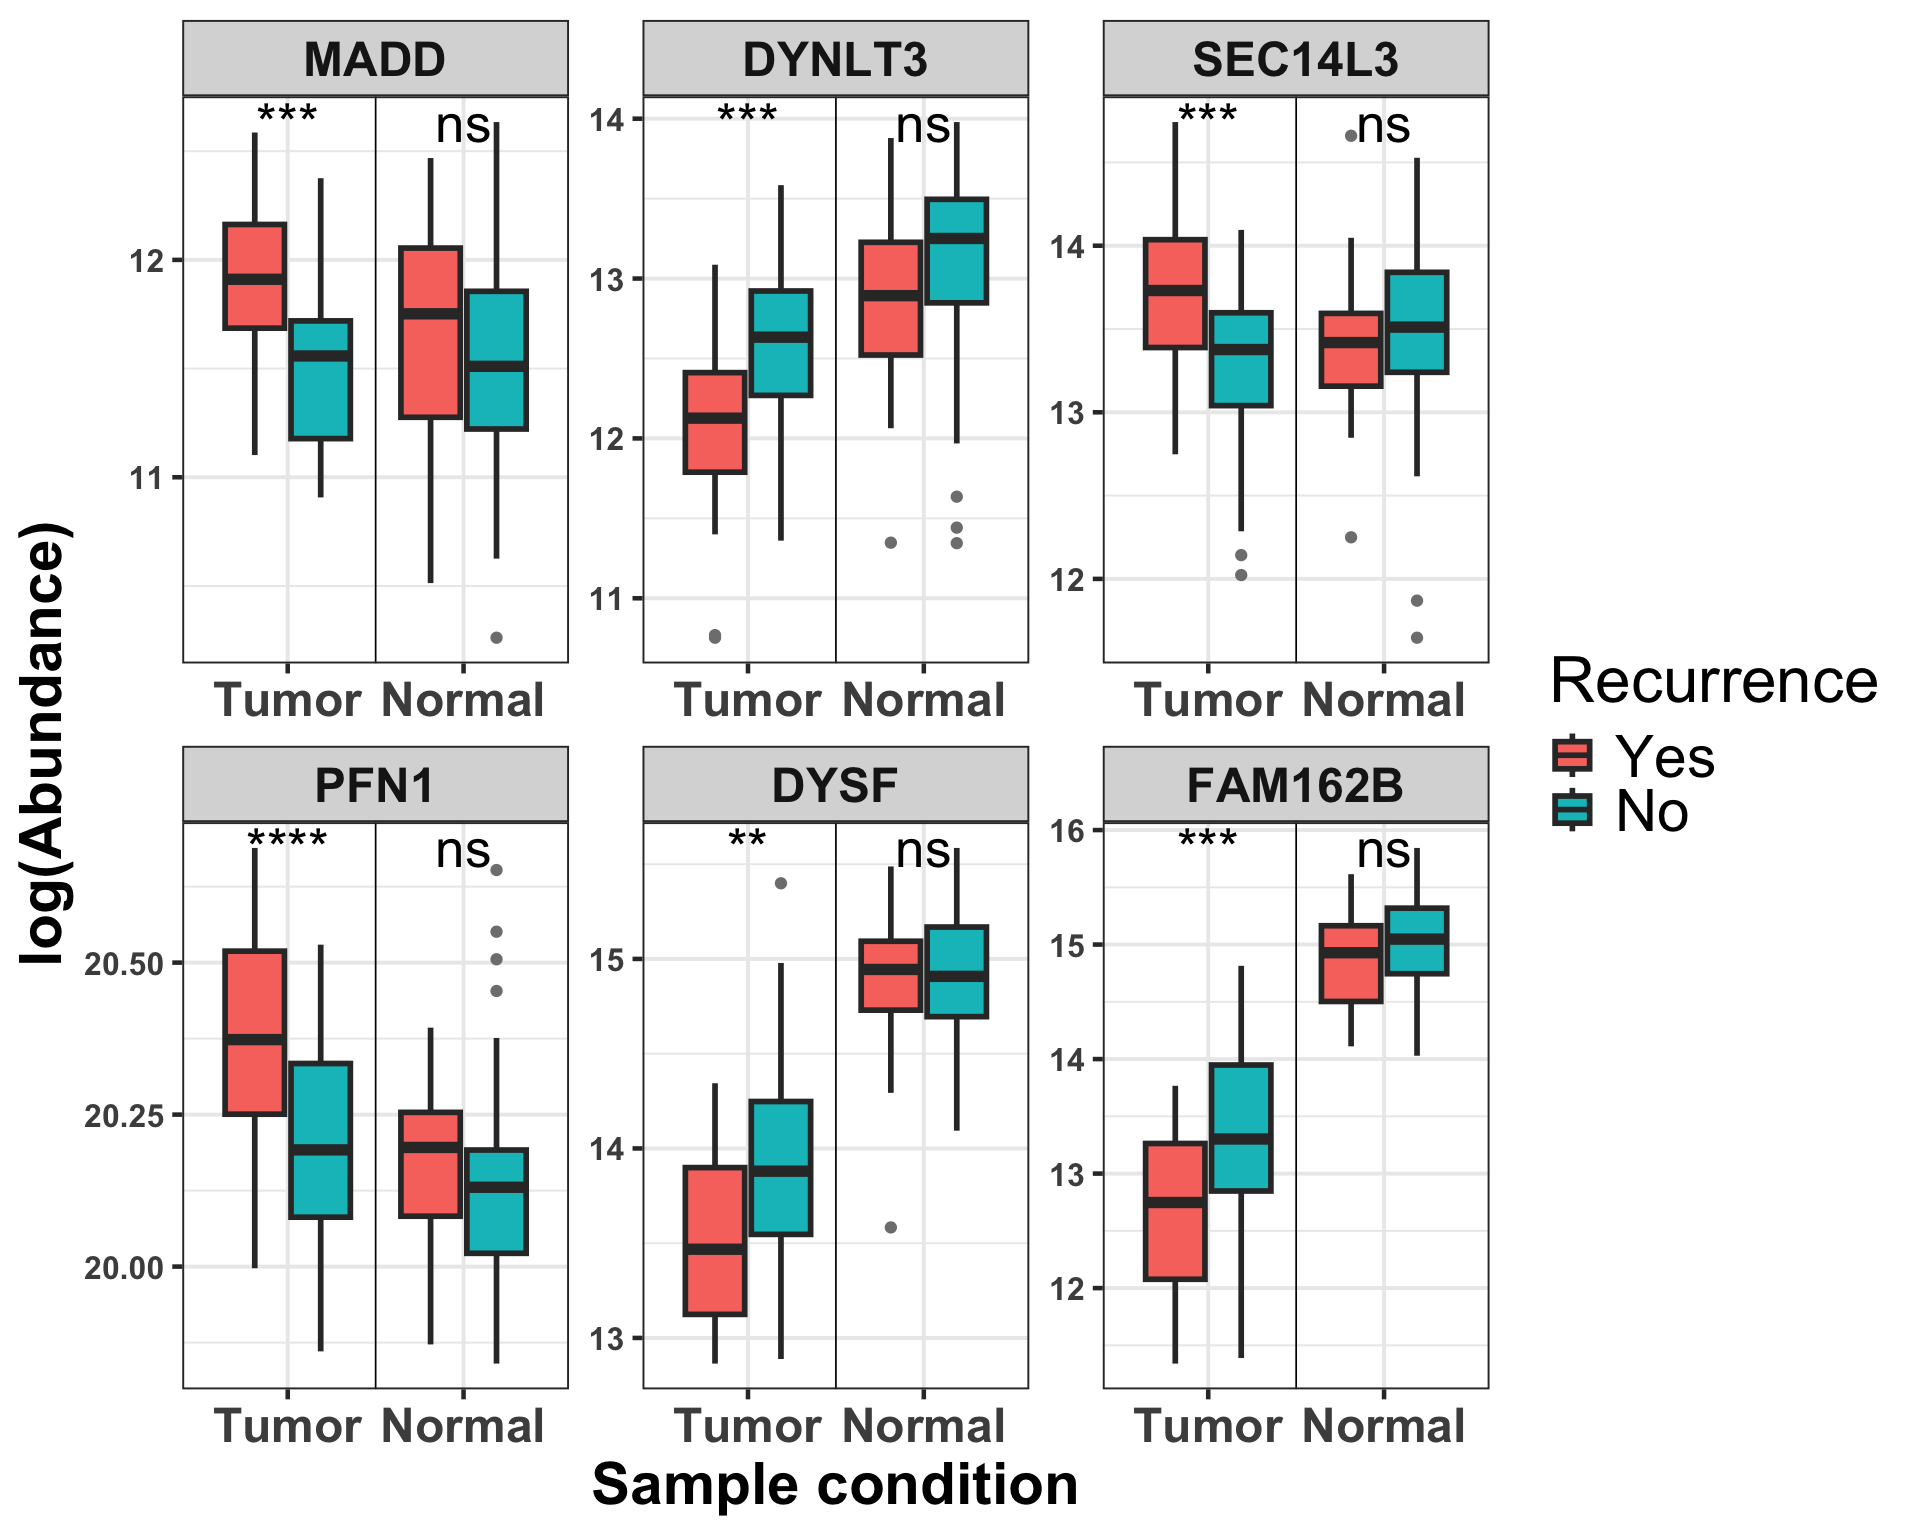 MADD
DYNLT3
SEC14L3
*** ns
*** ns
*** ns
12
11
14
13
12
11
14
13
12
Tumor Normal
Tumor Normal
Tumor Normal
PFN1
DYSF
FAM162B
**** ns
** ns
*** ns
20.50
20.25
20.00
15
14
13
16
15
14
13
12
Tumor Normal
Tumor Normal
Tumor Normal
log(Abundance)
Sample condition
Recurrence
Yes
No